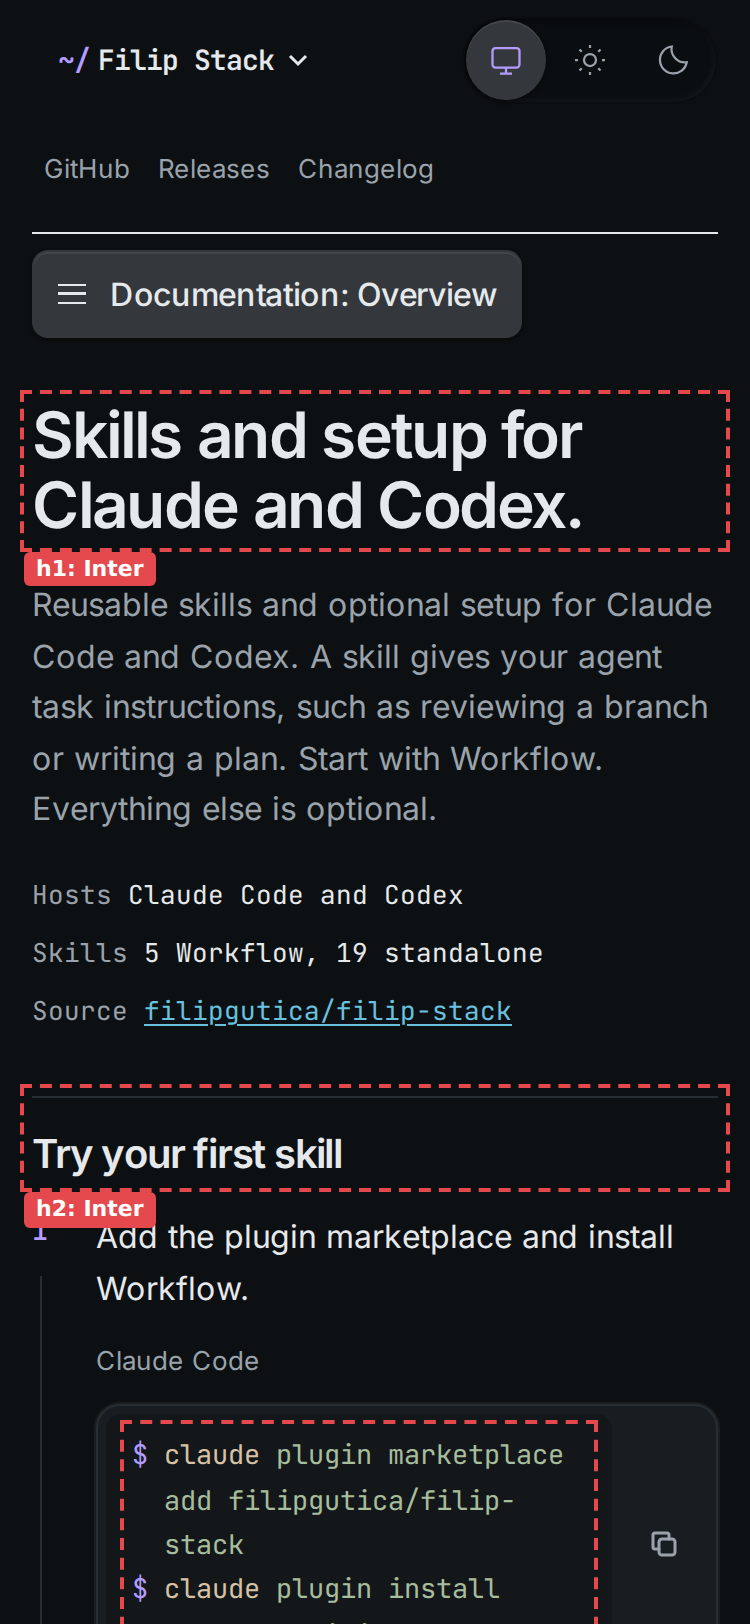 ~/ Filip Stack
GitHub Releases Changelog
Documentation: Overview
Skills and setup for
Claude and Codex.
h1: Inter
Reusable skills and optional setup for Claude
Code and Codex. A skill gives your agent
task instructions, such as reviewing a branch
or writing a plan. Start with Workflow.
Everything else is optional.
Hosts Claude Code and Codex
Skills 5 Workflow, 19 standalone
Source filipgutica/filip-stack
Try your first skill
h2: Inter
1 Add the plugin marketplace and install
Workflow.
Claude Code
$ claude plugin marketplace
add filipgutica/filip-
stack
$ claude plugin install